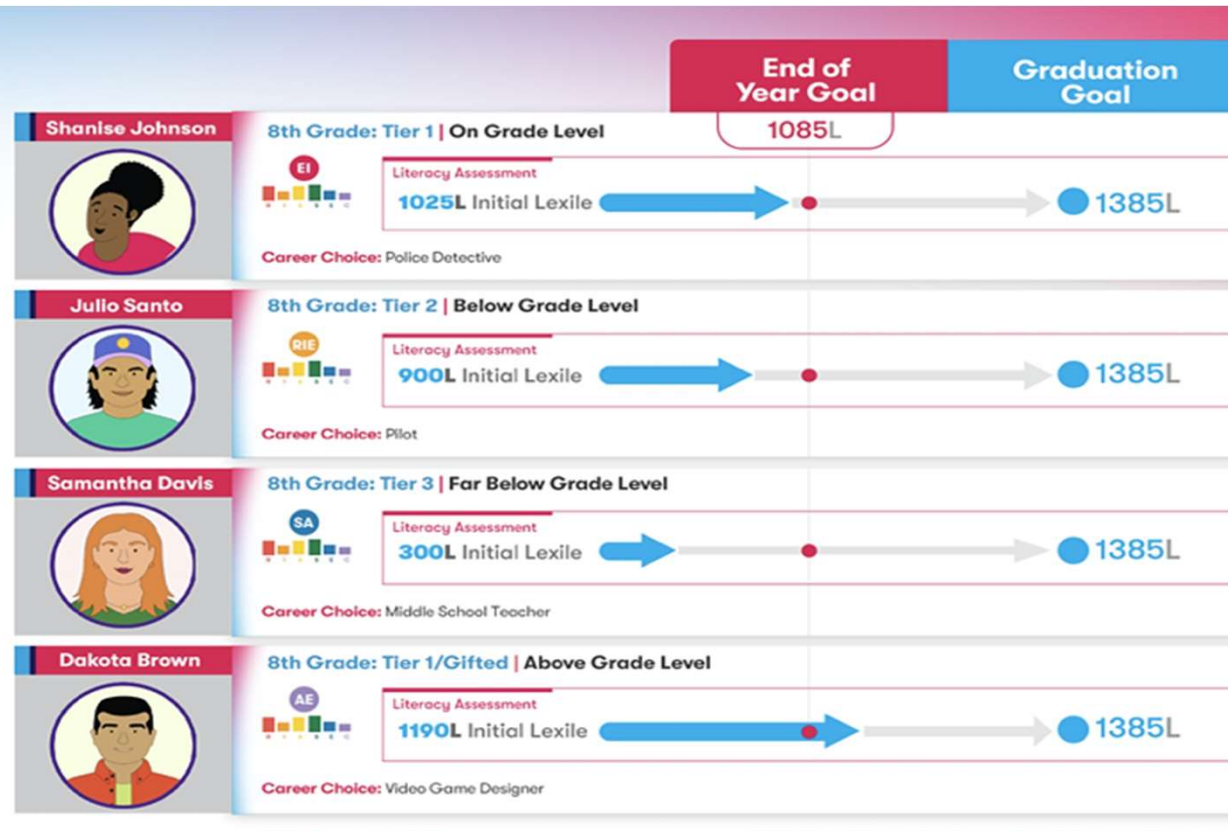 End of
Year Goal
Graduation
Goal
1085L
Shanise Johnson
8th Grade: Tier 1 | On Grade Level
EI
Literacy Assessment
1025L Initial Lexile
1385L
Career Choice: Police Detective
Julio Santo
8th Grade: Tier 2 | Below Grade Level
RIE
Literacy Assessment
900L Initial Lexile
1385L
Career Choice: Pilot
Samantha Davis
8th Grade: Tier 3 | Far Below Grade Level
SA
Literacy Assessment
300L Initial Lexile
1385L
Career Choice: Middle School Teacher
Dakota Brown
8th Grade: Tier 1/Gifted | Above Grade Level
AE
Literacy Assessment
1190L Initial Lexile
1385L
Career Choice: Video Game Designer